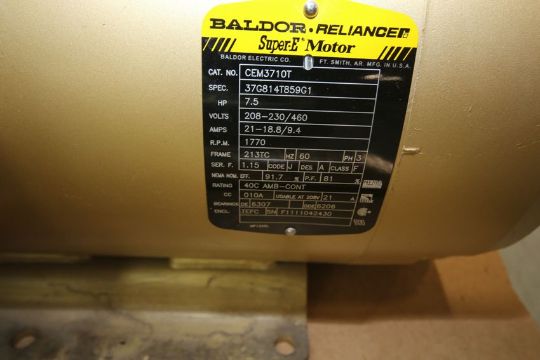 BALDOR · RELIANCE
Super-E Motor
BALDOR ELECTRIC CO. FT. SMITH, AR. MFG. IN U.S.A.
CAT. NO. CEM3710T
SPEC. 37G814T859G1
HP 7.5
VOLTS 208-230/460
AMPS 21-18.8/9.4
R.P.M. 1770
FRAME 213TC HZ 60 PH 3
SER. F. 1.15 CODE J DES A CLASS F
NEMA NOM. EFF. 91.7 % P.F. 81 %
RATING 40C AMB-CONT
CC 010A USABLE AT 208V 21 A
BEARINGS DE 6307 ODE 6206
ENCL. TEFC SN F1111042430